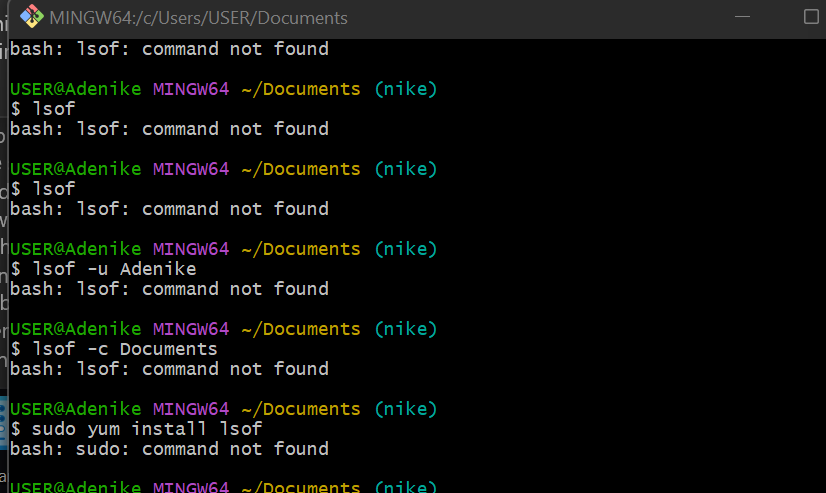 MINGW64:/c/Users/USER/Documents
bash: lsof: command not found
USER@Adenike MINGW64 ~/Documents (nike)
$ lsof
bash: lsof: command not found
USER@Adenike MINGW64 ~/Documents (nike)
$ lsof
bash: lsof: command not found
USER@Adenike MINGW64 ~/Documents (nike)
$ lsof -u Adenike
bash: lsof: command not found
USER@Adenike MINGW64 ~/Documents (nike)
$ lsof -c Documents
bash: lsof: command not found
USER@Adenike MINGW64 ~/Documents (nike)
$ sudo yum install lsof
bash: sudo: command not found
USER@Adenike MINGW64 ~/Documents (nike)